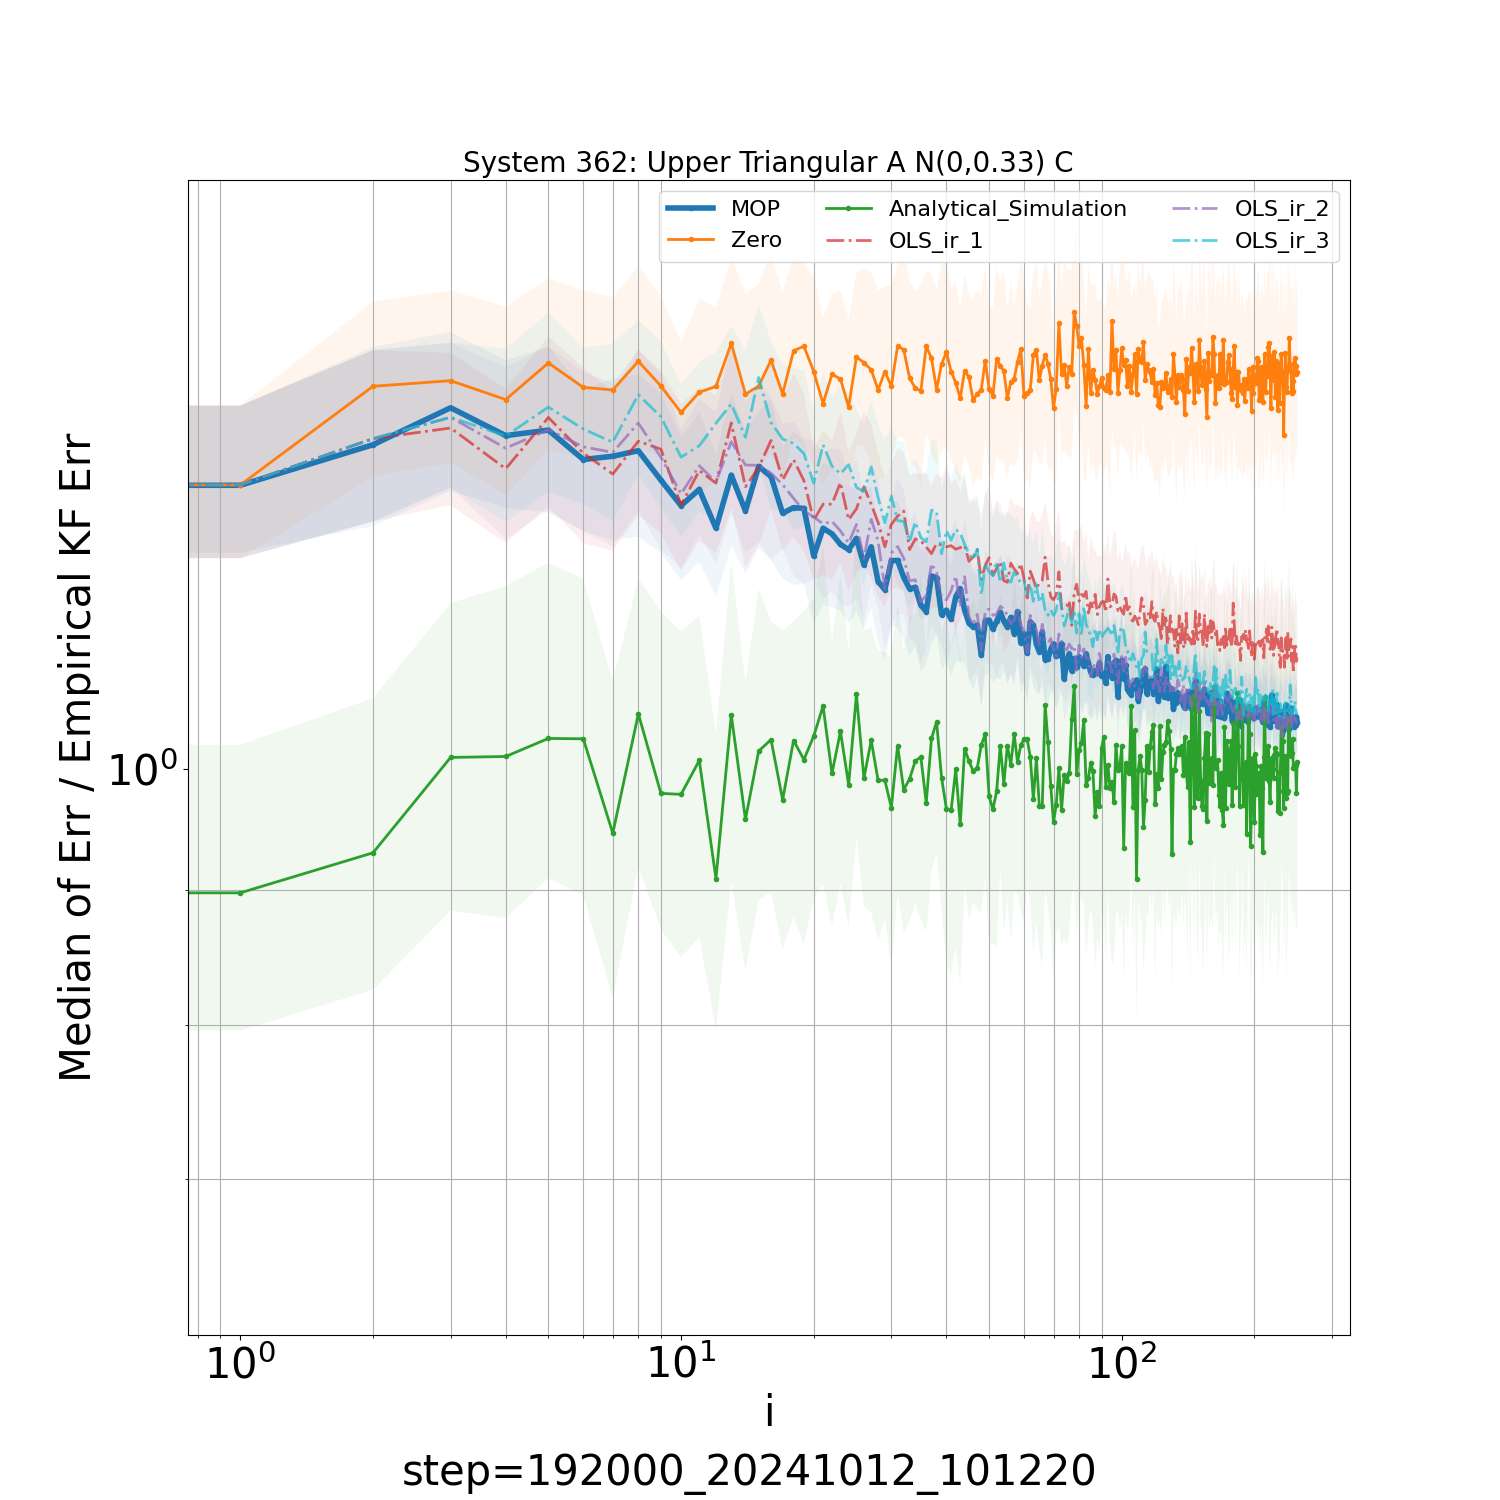 System 362: Upper Triangular A N(0,0.33) C
MOP
Zero
Analytical_Simulation
OLS_ir_1
OLS_ir_2
OLS_ir_3
Median of Err / Empirical KF Err
10⁰
10⁰ 10¹ 10²
i
step=192000_20241012_101220